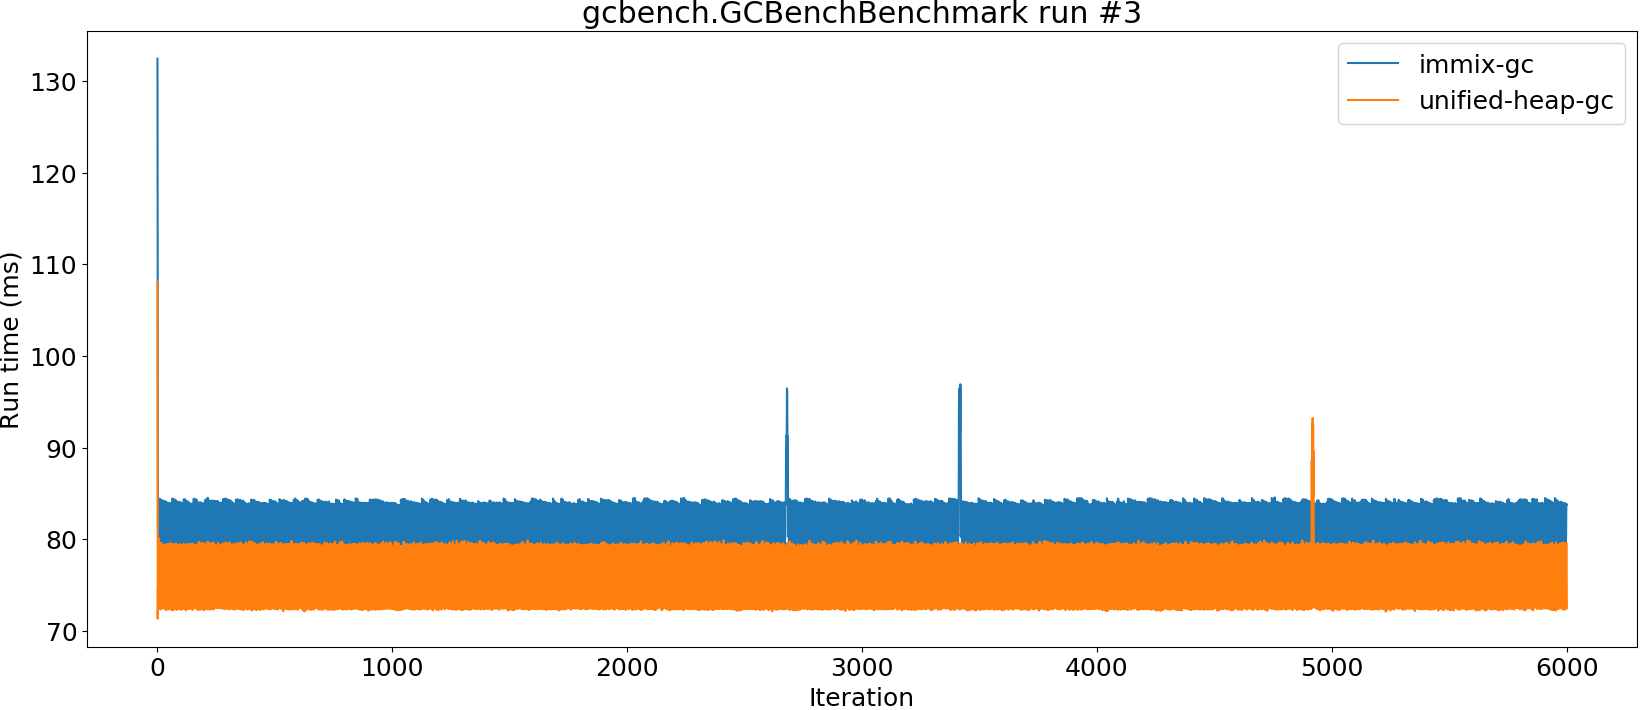 gcbench.GCBenchBenchmark run #3
immix-gc
unified-heap-gc
Run time (ms)
130
120
110
100
90
80
70
0 1000 2000 3000 4000 5000 6000
Iteration